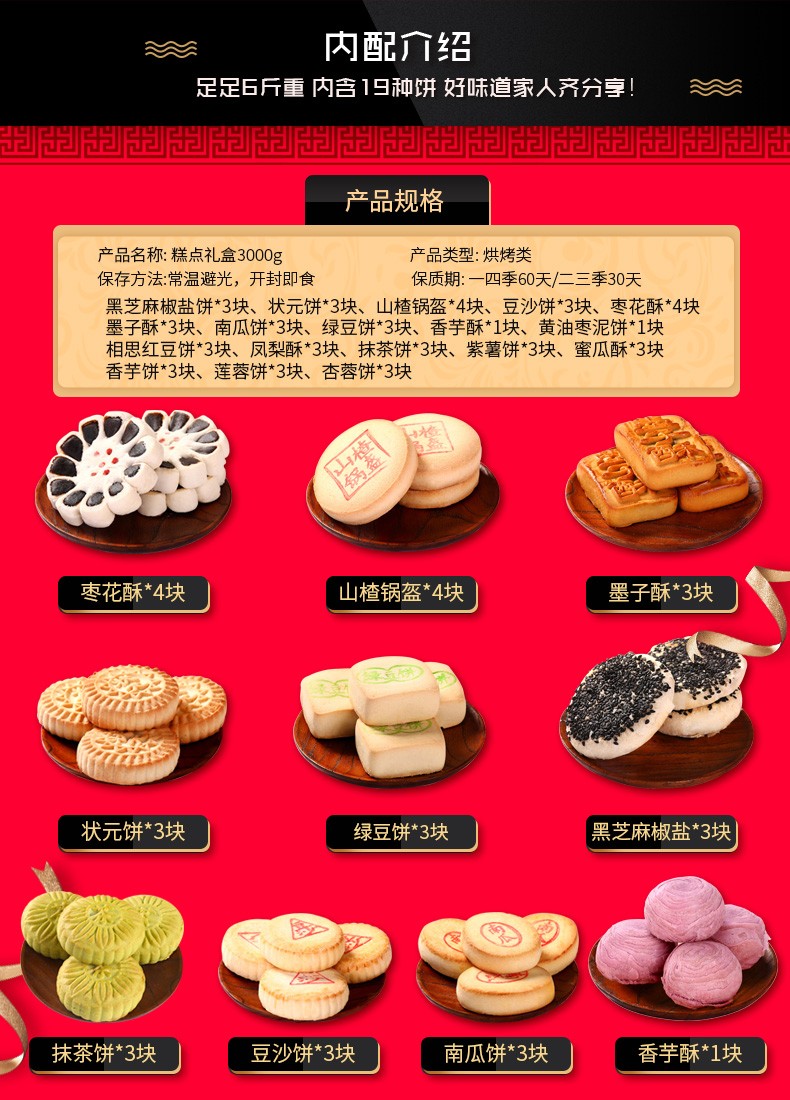 内配介绍
足足6斤重 内含19种饼 好味道家人齐分享！
产品规格
产品名称: 糕点礼盒3000g
产品类型: 烘烤类
保存方法:常温避光，开封即食
保质期: 一四季60天/二三季30天
黑芝麻椒盐饼*3块、状元饼*3块、山楂锅盔*4块、豆沙饼*3块、枣花酥*4块
墨子酥*3块、南瓜饼*3块、绿豆饼*3块、香芋酥*1块、黄油枣泥饼*1块
相思红豆饼*3块、凤梨酥*3块、抹茶饼*3块、紫薯饼*3块、蜜瓜酥*3块
香芋饼*3块、莲蓉饼*3块、杏蓉饼*3块
山楂锅盔
枣花酥*4块
山楂锅盔*4块
墨子酥*3块
绿豆饼
状元饼*3块
绿豆饼*3块
黑芝麻椒盐*3块
南瓜
抹茶饼*3块
豆沙饼*3块
南瓜饼*3块
香芋酥*1块